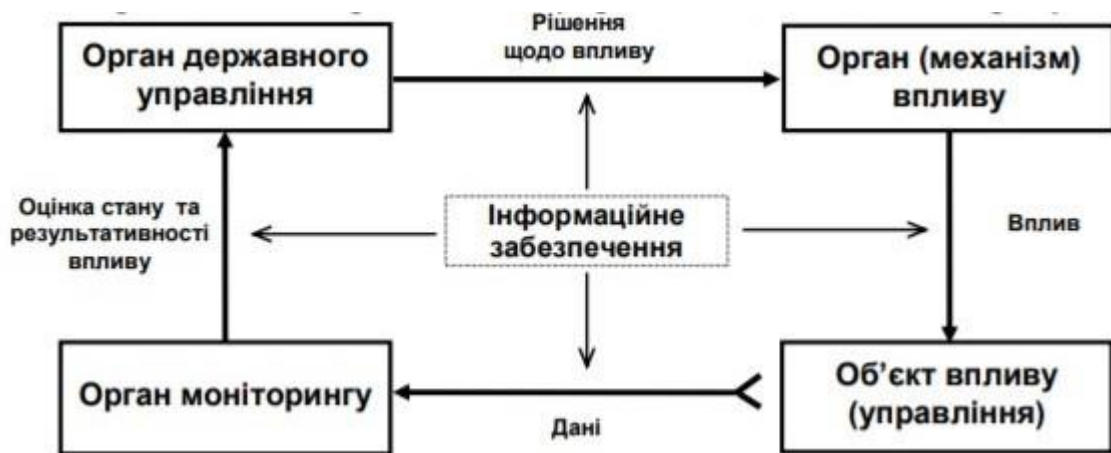 Орган державного
управління
Рішення
щодо впливу
Орган (механізм)
впливу
Оцінка стану та
результативності
впливу
Інформаційне
забезпечення
Вплив
Орган моніторингу
Дані
Об’єкт впливу
(управління)